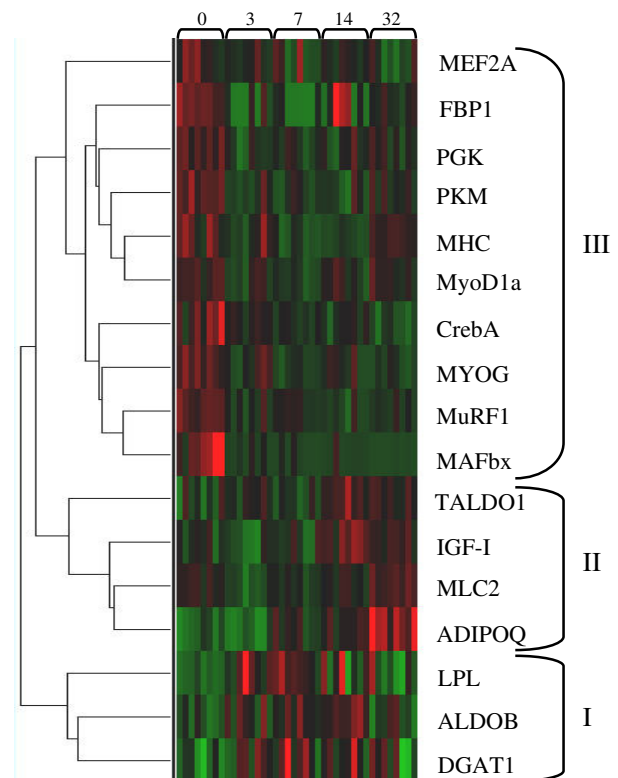 0 3 7 14 32
MEF2A
FBP1
PGK
PKM
MHC
III
MyoD1a
CrebA
MYOG
MuRF1
MAFbx
TALDO1
IGF-I
II
MLC2
ADIPOQ
LPL
I
ALDOB
DGAT1